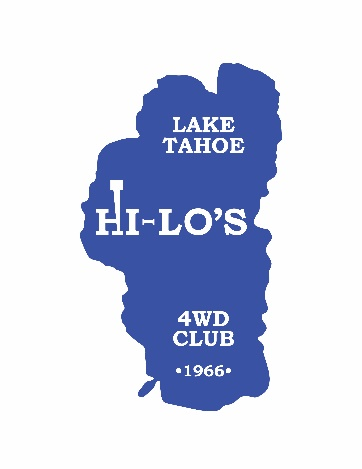 LAKE
TAHOE
HI-LO'S
4WD
CLUB
•1966•